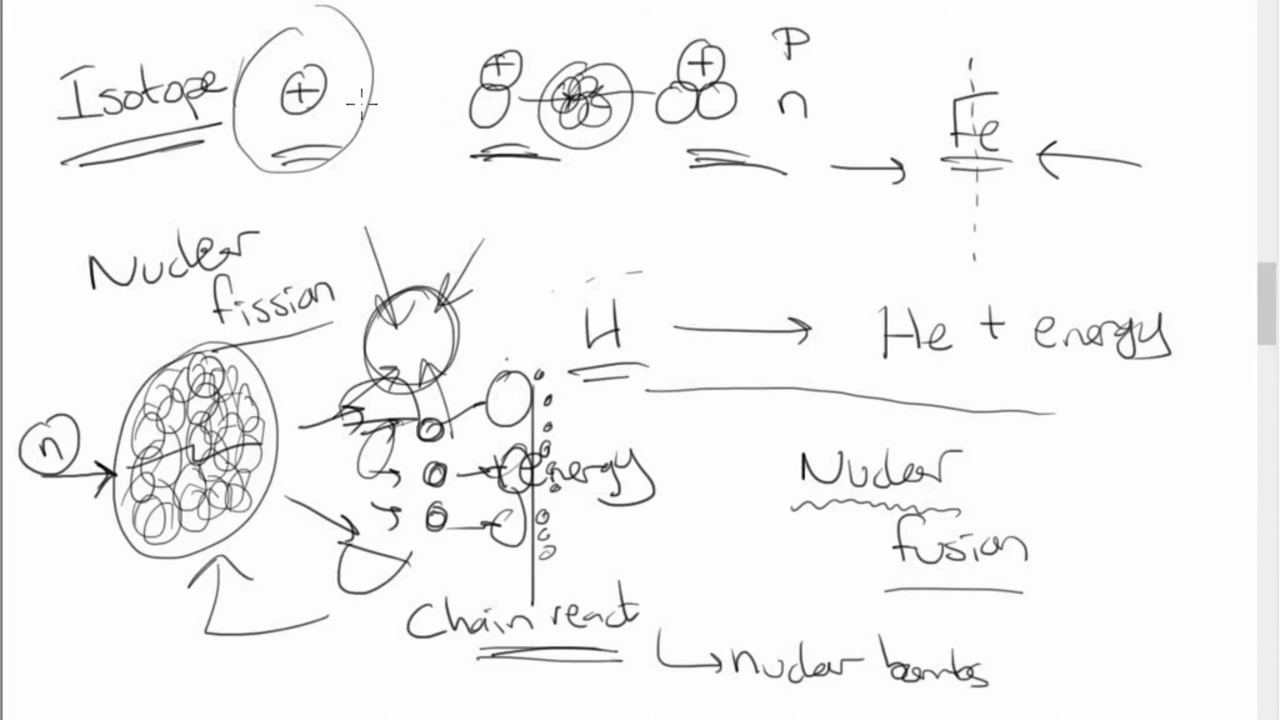 Isotope
+
+
+
P
n
Fe
Nuclear
fission
n
H → He + energy
+ energy
Nuclear
fusion
Chain react
↳ nuclear bombs